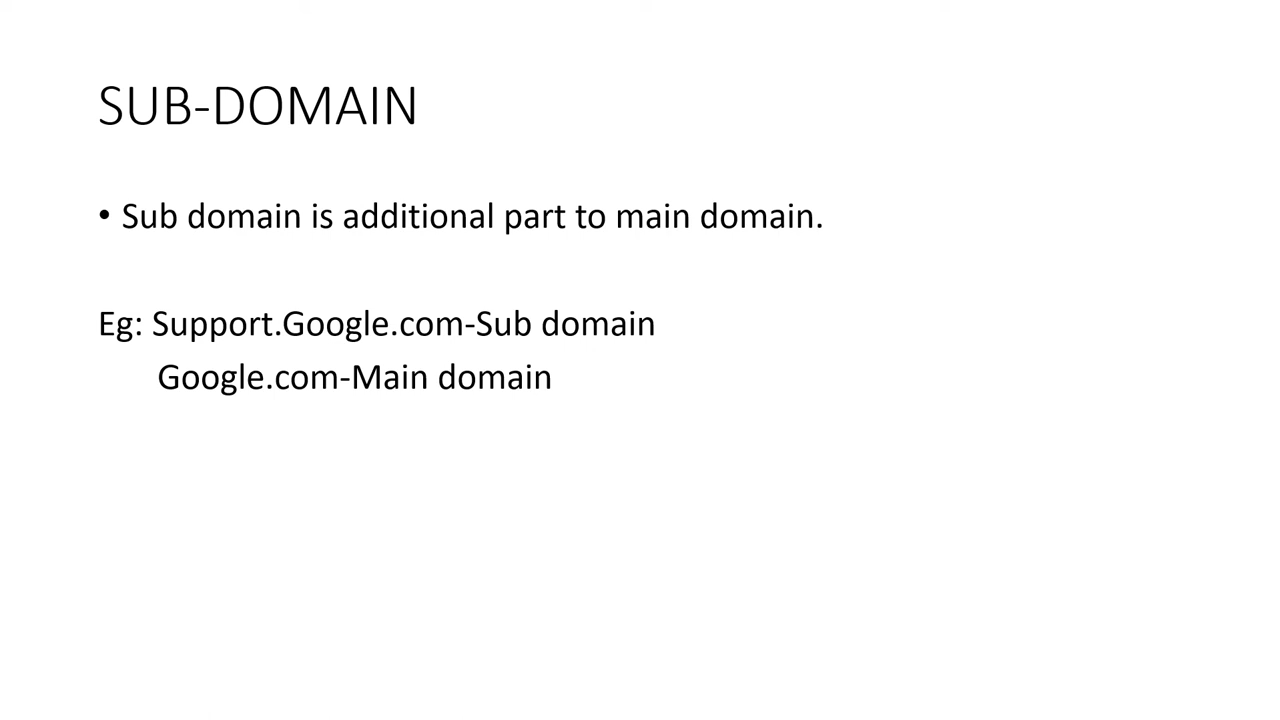 SUB-DOMAIN
• Sub domain is additional part to main domain.
Eg: Support.Google.com-Sub domain
Google.com-Main domain